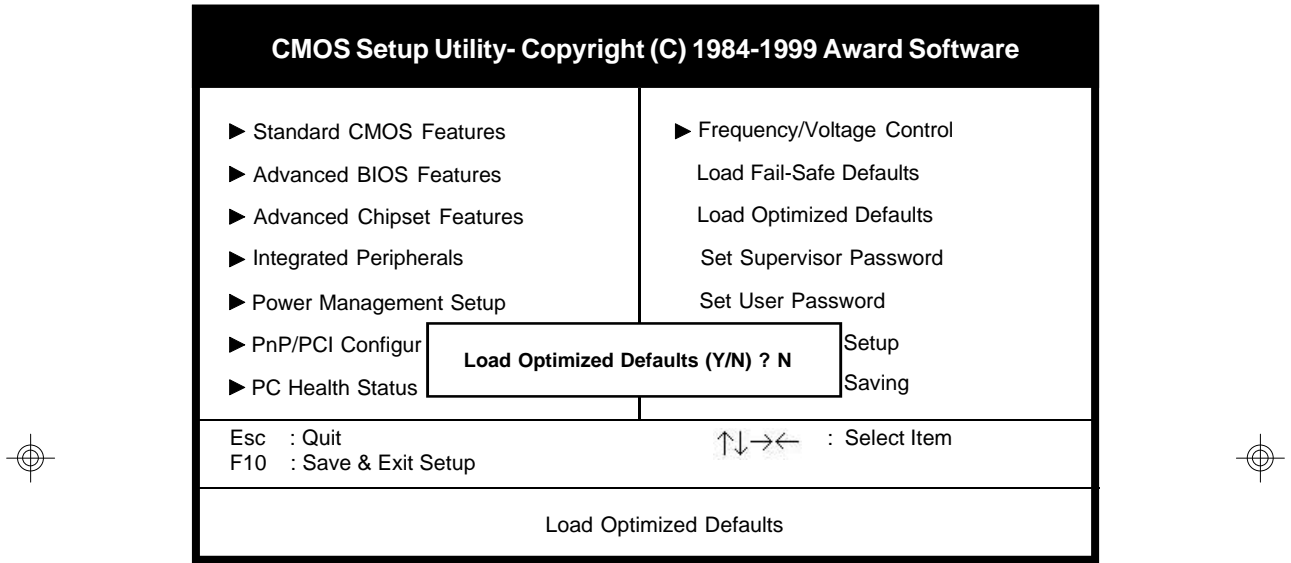 CMOS Setup Utility- Copyright (C) 1984-1999 Award Software
Standard CMOS Features
Advanced BIOS Features
Advanced Chipset Features
Integrated Peripherals
Power Management Setup
PnP/PCI Configur
PC Health Status
Frequency/Voltage Control
Load Fail-Safe Defaults
Load Optimized Defaults
Set Supervisor Password
Set User Password
Setup
Saving
Load Optimized Defaults (Y/N) ? N
Esc : Quit
F10 : Save & Exit Setup
↑↓→← : Select Item
Load Optimized Defaults